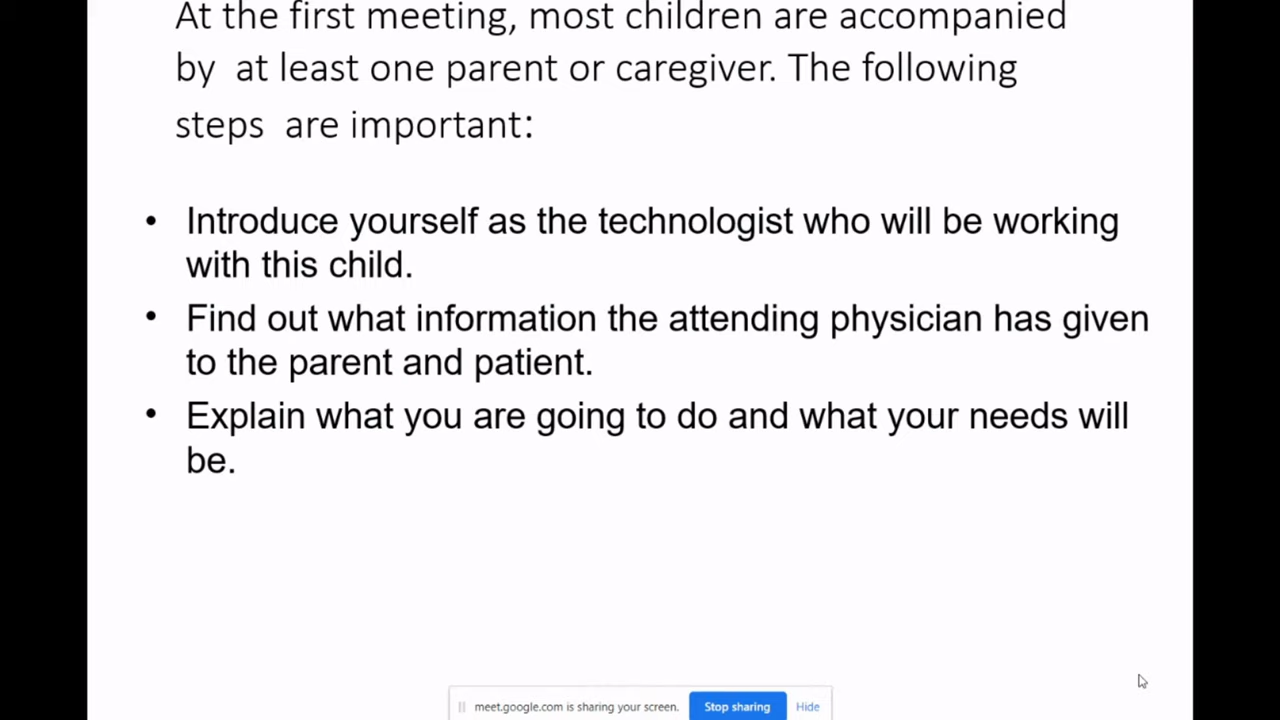 At the first meeting, most children are accompanied
by at least one parent or caregiver. The following
steps are important:
• Introduce yourself as the technologist who will be working
with this child.
• Find out what information the attending physician has given
to the parent and patient.
• Explain what you are going to do and what your needs will
be.
meet.google.com is sharing your screen. Stop sharing Hide